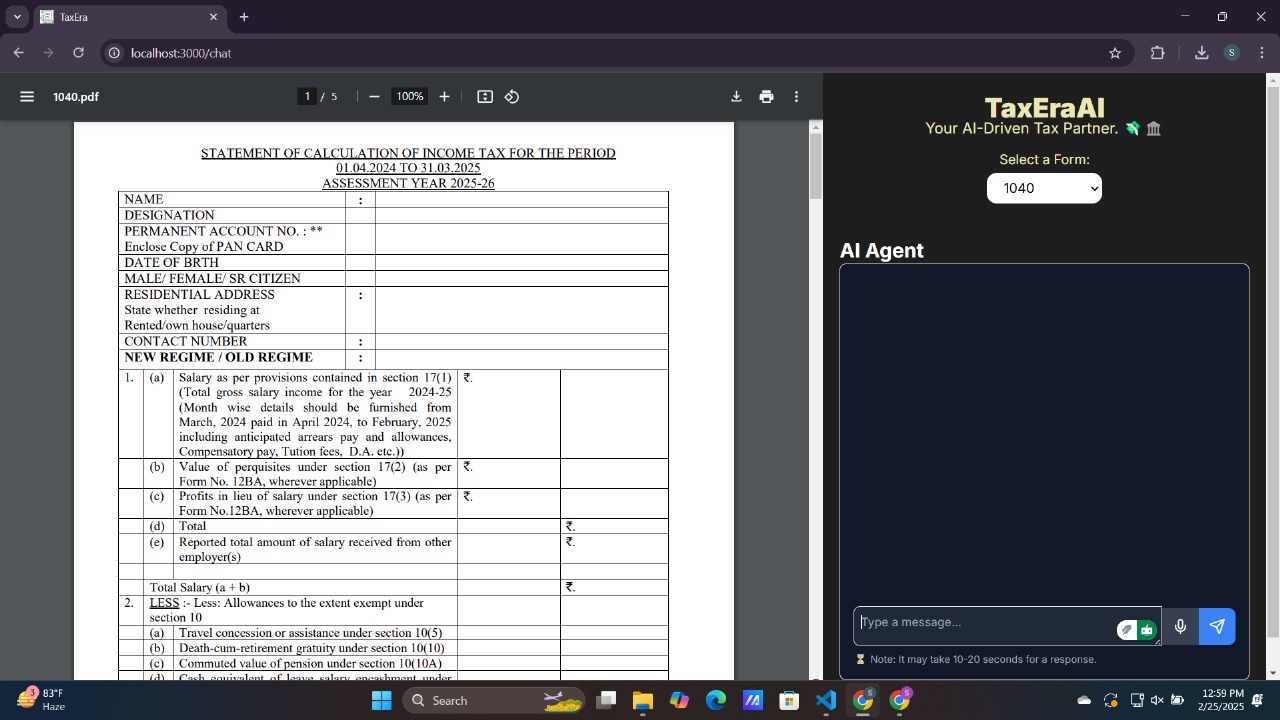 TaxEra
localhost:3000/chat
1040.pdf
1 / 5
100%
STATEMENT OF CALCULATION OF INCOME TAX FOR THE PERIOD
01.04.2024 TO 31.03.2025
ASSESSMENT YEAR 2025-26
NAME :
DESIGNATION
PERMANENT ACCOUNT NO. : **
Enclose Copy of PAN CARD
DATE OF BRTH
MALE/ FEMALE/ SR CITIZEN
RESIDENTIAL ADDRESS :
State whether residing at
Rented/own house/quarters
CONTACT NUMBER :
NEW REGIME / OLD REGIME :
1. (a) Salary as per provisions contained in section 17(1) ₹.
(Total gross salary income for the year 2024-25
(Month wise details should be furnished from
March, 2024 paid in April 2024, to February, 2025
including anticipated arrears pay and allowances,
Compensatory pay, Tution fees, D.A. etc.))
(b) Value of perquisites under section 17(2) (as per ₹.
Form No. 12BA, wherever applicable)
(c) Profits in lieu of salary under section 17(3) (as per ₹.
Form No.12BA, wherever applicable)
(d) Total ₹.
(e) Reported total amount of salary received from other ₹.
employer(s)
Total Salary (a + b) ₹.
2. LESS :- Less: Allowances to the extent exempt under
section 10
(a) Travel concession or assistance under section 10(5)
(b) Death-cum-retirement gratuity under section 10(10)
(c) Commuted value of pension under section 10(10A)
(d) Cash equivalent of leave salary encashment under
TaxEraAI
Your AI-Driven Tax Partner.
Select a Form:
1040
AI Agent
Type a message...
Note: It may take 10-20 seconds for a response.
S
3
83°F
Haze
Search
S
S
12:59 PM
2/25/2025